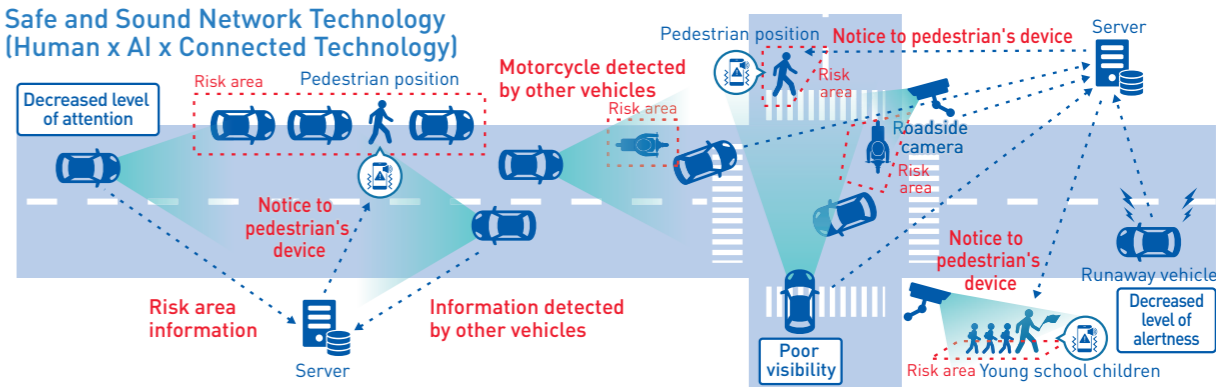 Safe and Sound Network Technology
(Human x AI x Connected Technology)
Decreased level
of attention
Risk area
Pedestrian position
Motorcycle detected
by other vehicles
Risk area
Pedestrian position
Notice to pedestrian's device
Risk
area
Server
Roadside
camera
Risk
area
Notice to
pedestrian's
device
Risk area
information
Server
Information detected
by other vehicles
Poor
visibility
Notice to
pedestrian's
device
Runaway vehicle
Decreased
level of
alertness
Risk area
Young school children